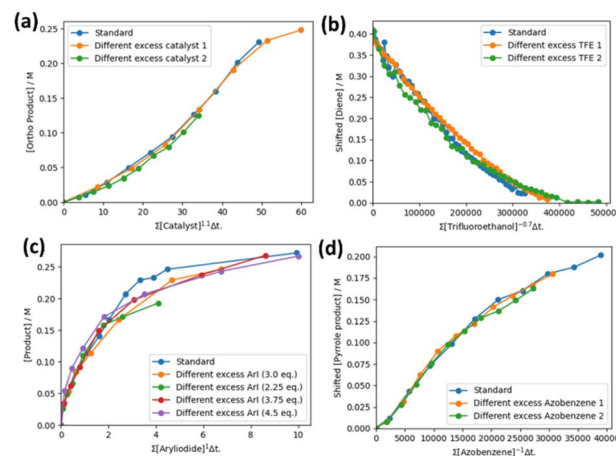 (a)
Standard
Different excess catalyst 1
Different excess catalyst 2
[Ortho Product] / M
0.25
0.20
0.15
0.10
0.05
0.00
0 10 20 30 40 50 60
Σ[Catalyst]^1.1Δt.
(b)
Standard
Different excess TFE 1
Different excess TFE 2
Shifted [Diene] / M
0.40
0.35
0.30
0.25
0.20
0.15
0.10
0.05
0.00
0 10000 20000 30000 40000 50000
Σ[Trifluoroethanol]^-0.7Δt.
(c)
Standard
Different excess ArI (3.0 eq.)
Different excess ArI (2.25 eq.)
Different excess ArI (3.75 eq.)
Different excess ArI (4.5 eq.)
[Product] / M
0.25
0.20
0.15
0.10
0.05
0.00
0 2 4 6 8 10
Σ[Aryliodide]^1Δt.
(d)
Standard
Different excess Azobenzene 1
Different excess Azobenzene 2
Shifted [Pyrrole product] / M
0.200
0.175
0.150
0.125
0.100
0.075
0.050
0.025
0.000
0 5000 10000 15000 20000 25000 30000 35000 40000
Σ[Azobenzene]^-1Δt.